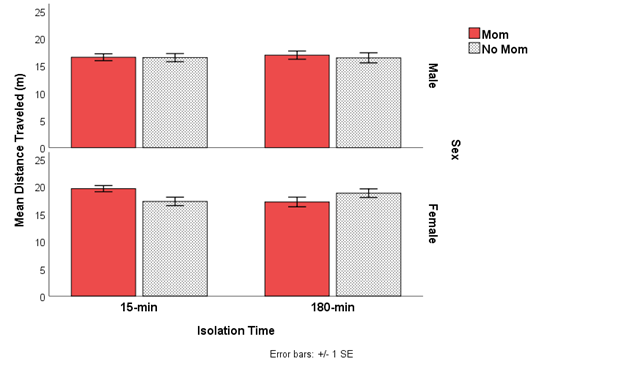 Mean Distance Traveled (m)
25
20
15
10
5
0
Male
25
20
15
10
5
0
Female
Sex
15-min
180-min
Isolation Time
Error bars: +/- 1 SE
Mom
No Mom